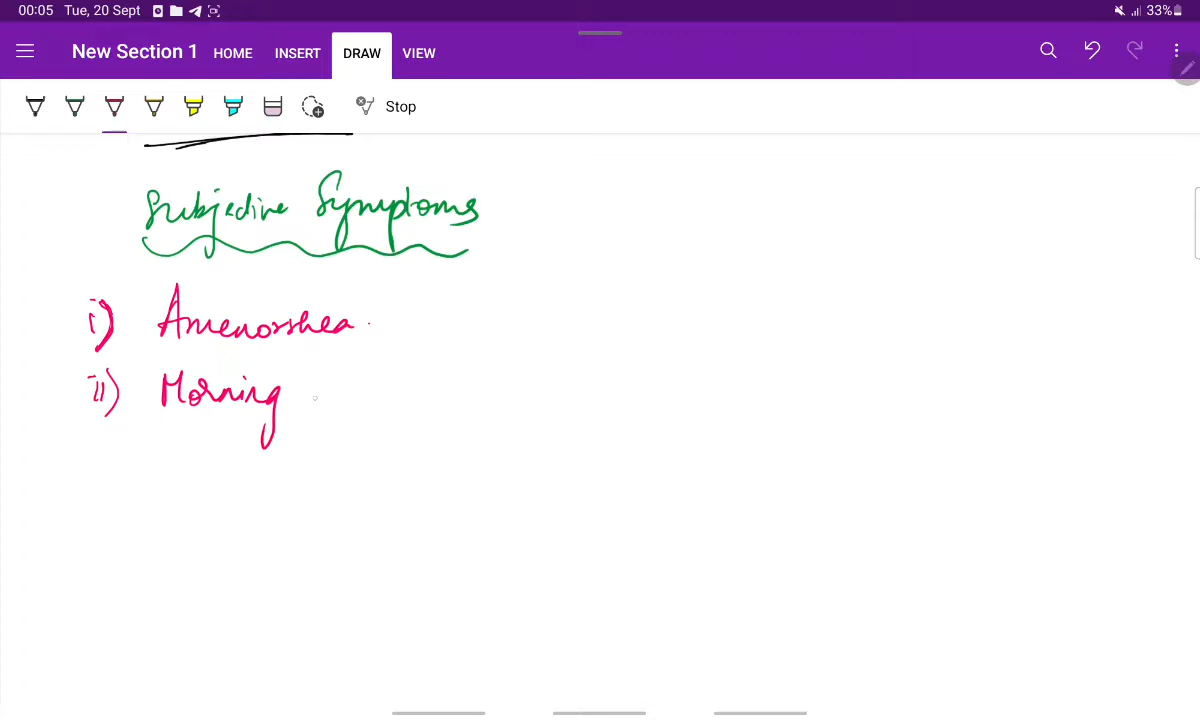 00:05 Tue, 20 Sept 33%
New Section 1 HOME INSERT DRAW VIEW
Stop
Subjective Symptoms
i) Amenorrhea.
ii) Morning